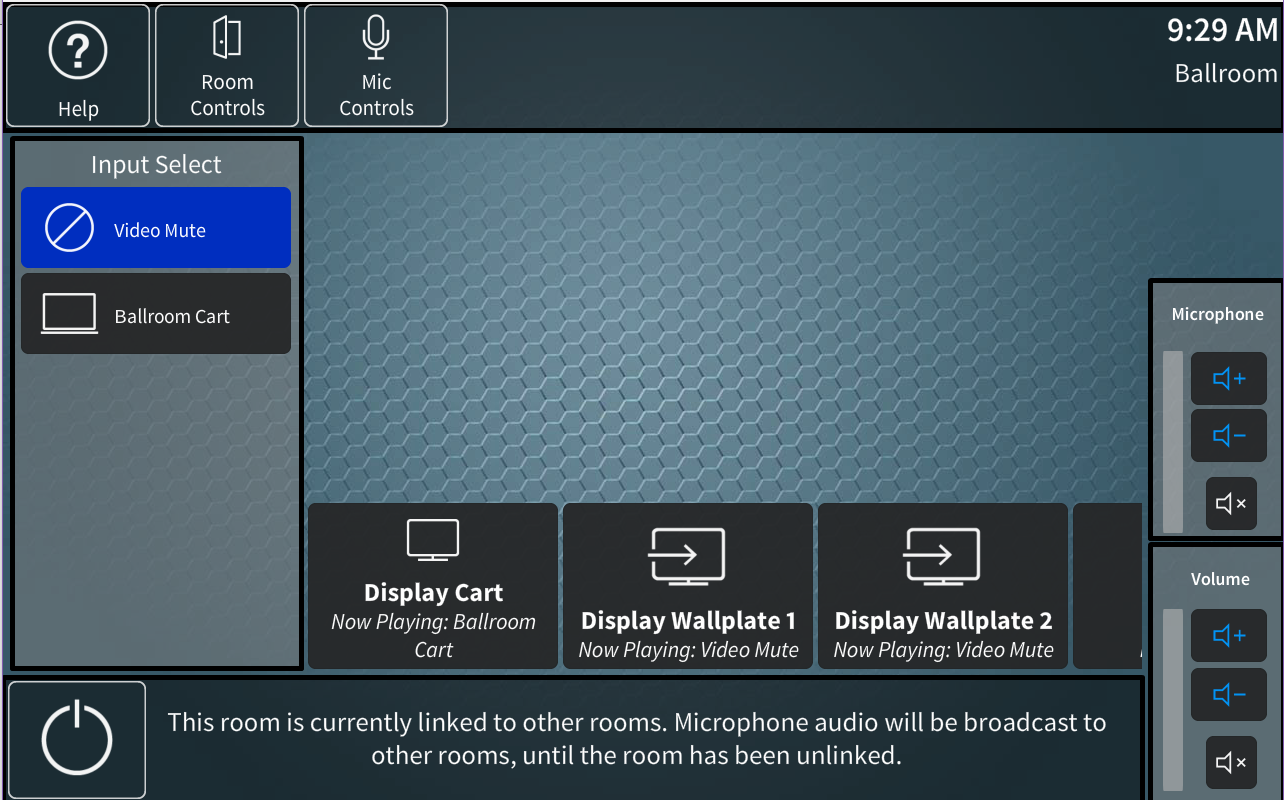 Help
Room
Controls
Mic
Controls
9:29 AM
Ballroom
Input Select
Video Mute
Ballroom Cart
Microphone
Display Cart
Now Playing: Ballroom
Cart
Display Wallplate 1
Now Playing: Video Mute
Display Wallplate 2
Now Playing: Video Mute
Volume
This room is currently linked to other rooms. Microphone audio will be broadcast to
other rooms, until the room has been unlinked.